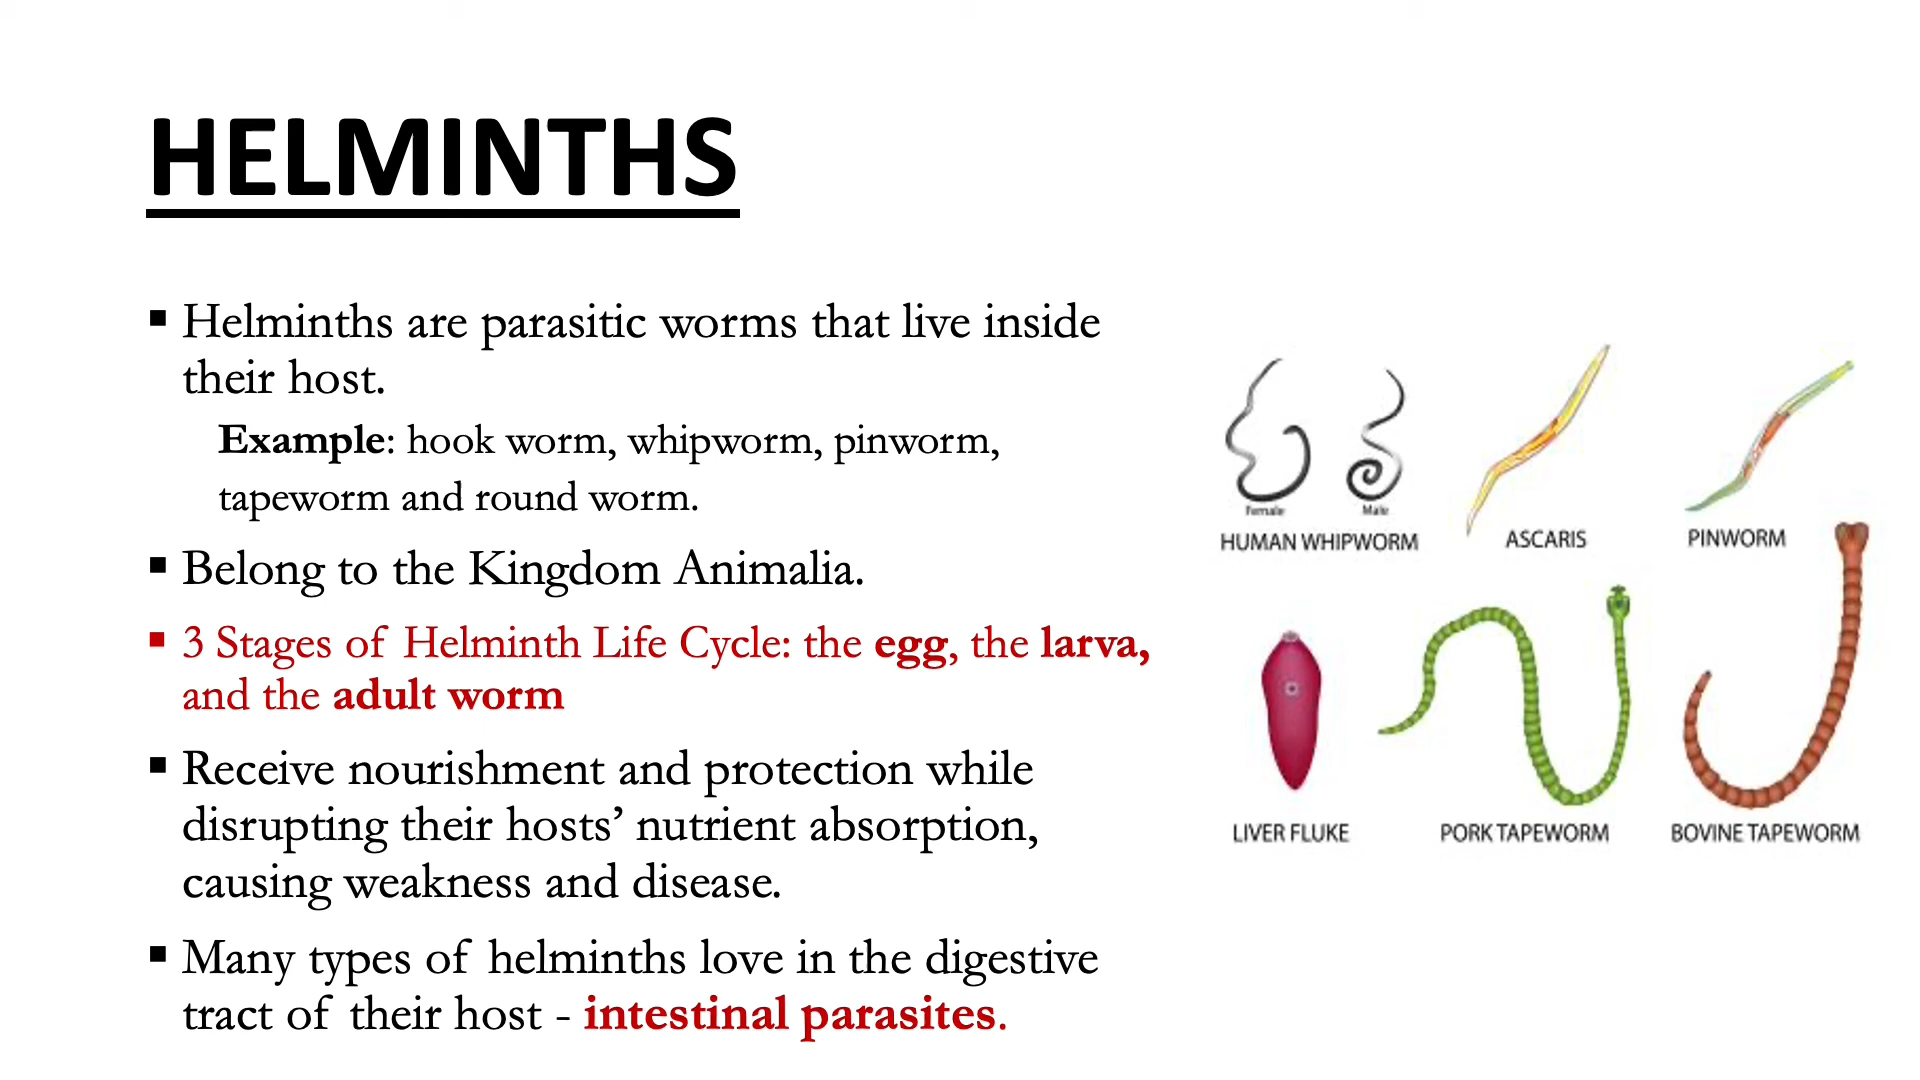 HELMINTHS
▪ Helminths are parasitic worms that live inside
their host.
Example: hook worm, whipworm, pinworm,
tapeworm and round worm.
▪ Belong to the Kingdom Animalia.
▪ 3 Stages of Helminth Life Cycle: the egg, the larva,
and the adult worm
▪ Receive nourishment and protection while
disrupting their hosts’ nutrient absorption,
causing weakness and disease.
▪ Many types of helminths love in the digestive
tract of their host - intestinal parasites.
Female Male
HUMAN WHIPWORM
ASCARIS
PINWORM
LIVER FLUKE
PORK TAPEWORM
BOVINE TAPEWORM